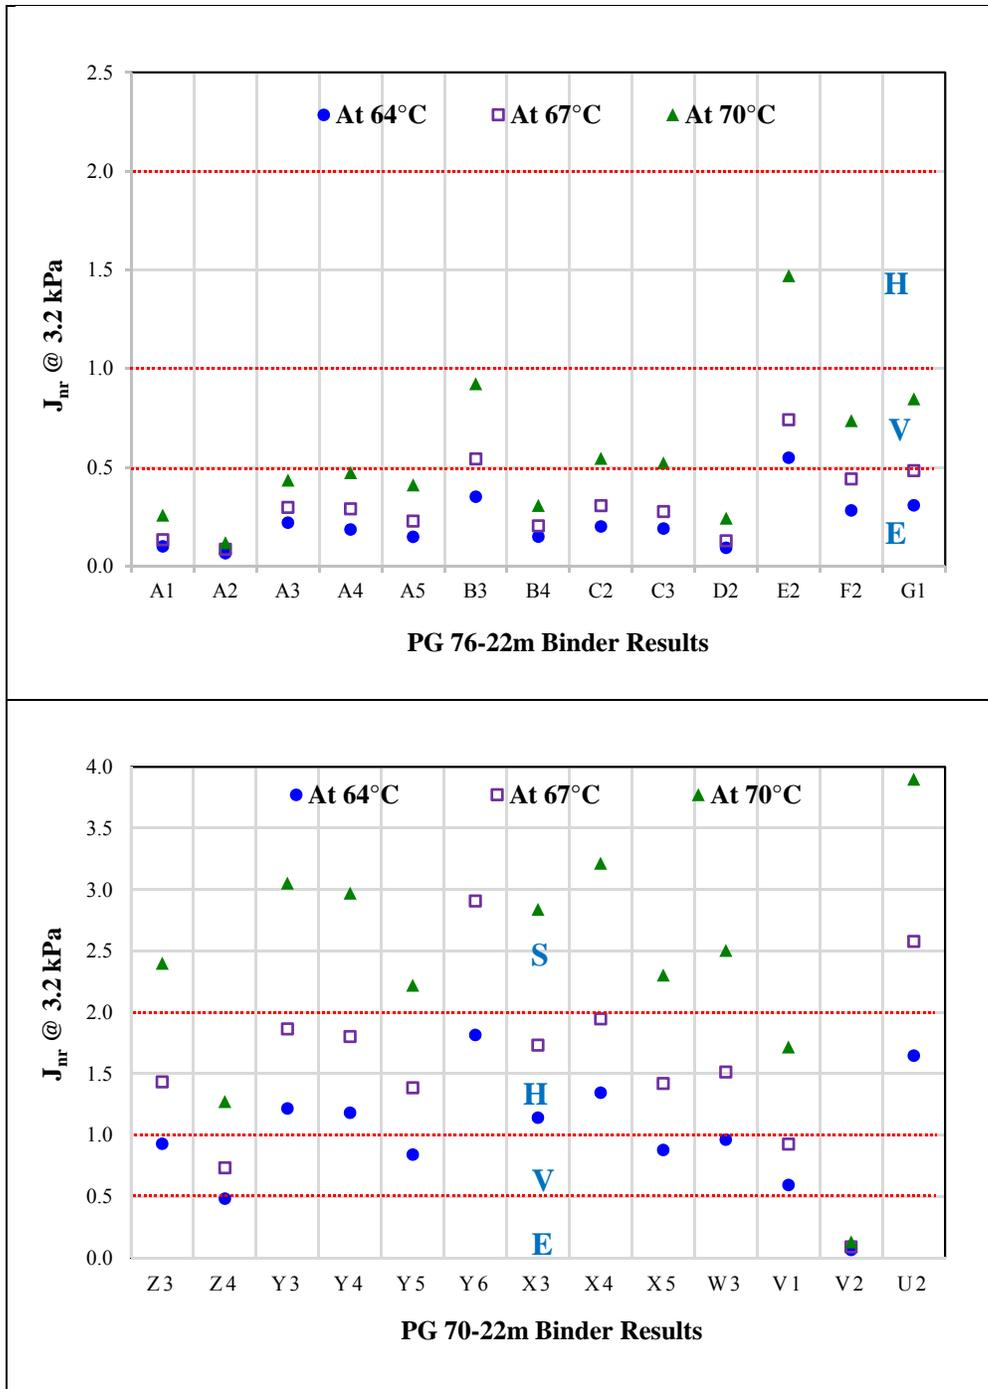 2.5
At 64°C At 67°C At 70°C
2.0
1.5
H
1.0
V
0.5
E
0.0
J_nr @ 3.2 kPa
A1 A2 A3 A4 A5 B3 B4 C2 C3 D2 E2 F2 G1
PG 76-22m Binder Results
4.0
At 64°C At 67°C At 70°C
3.5
3.0
2.5
S
2.0
1.5
H
1.0
V
0.5
E
0.0
J_nr @ 3.2 kPa
Z3 Z4 Y3 Y4 Y5 Y6 X3 X4 X5 W3 V1 V2 U2
PG 70-22m Binder Results